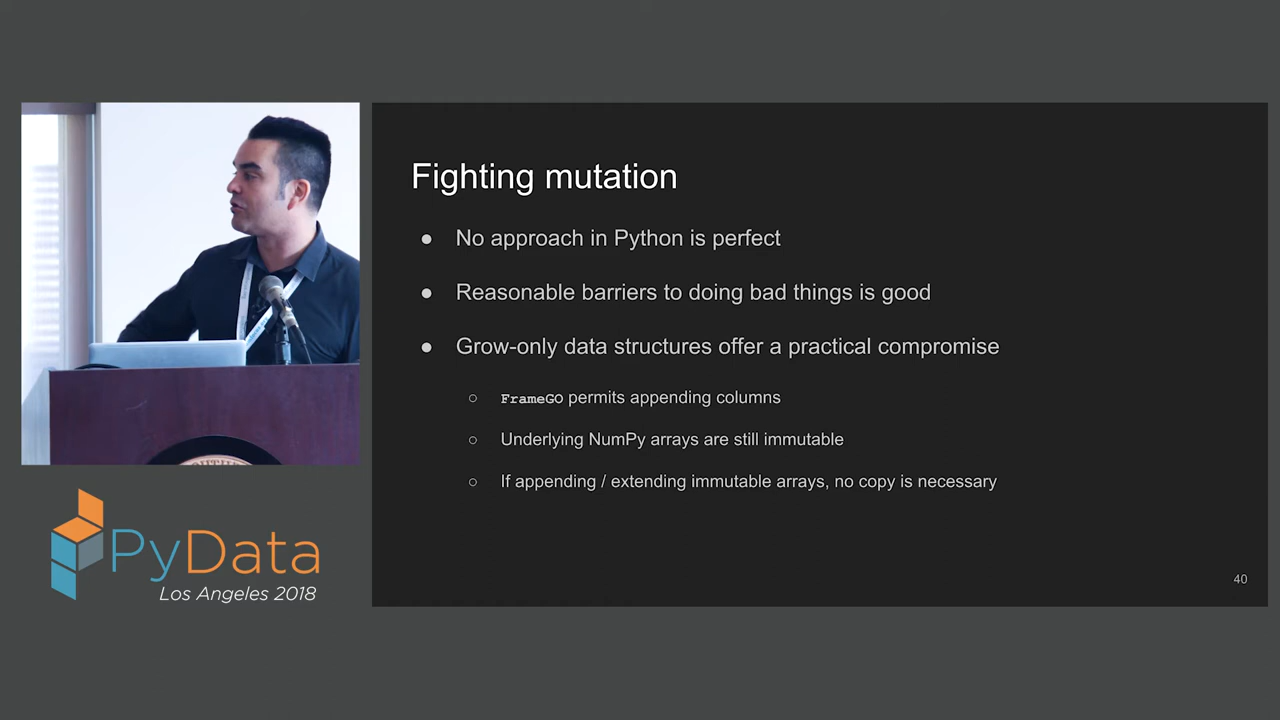 Fighting mutation
● No approach in Python is perfect
● Reasonable barriers to doing bad things is good
● Grow-only data structures offer a practical compromise
○ FrameGO permits appending columns
○ Underlying NumPy arrays are still immutable
○ If appending / extending immutable arrays, no copy is necessary
40
PyData
Los Angeles 2018